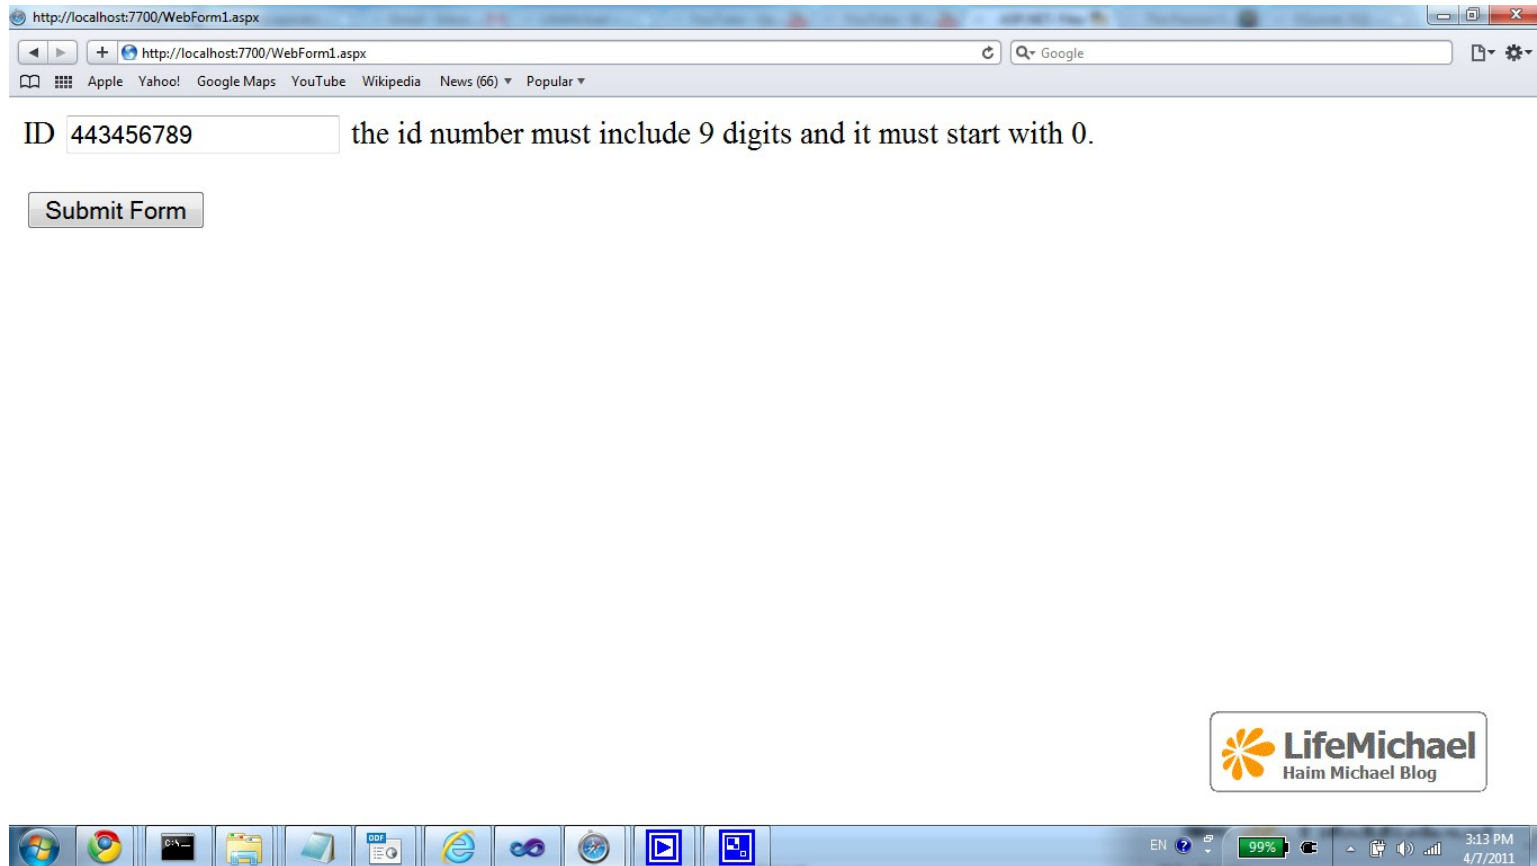 http://localhost:7700/WebForm1.aspx
http://localhost:7700/WebForm1.aspx
Google
Apple Yahoo! Google Maps YouTube Wikipedia News (66) Popular
ID 443456789 the id number must include 9 digits and it must start with 0.
Submit Form
LifeMichael
Haim Michael Blog
C:\
ODF
EN 99% 3:13 PM
4/7/2011